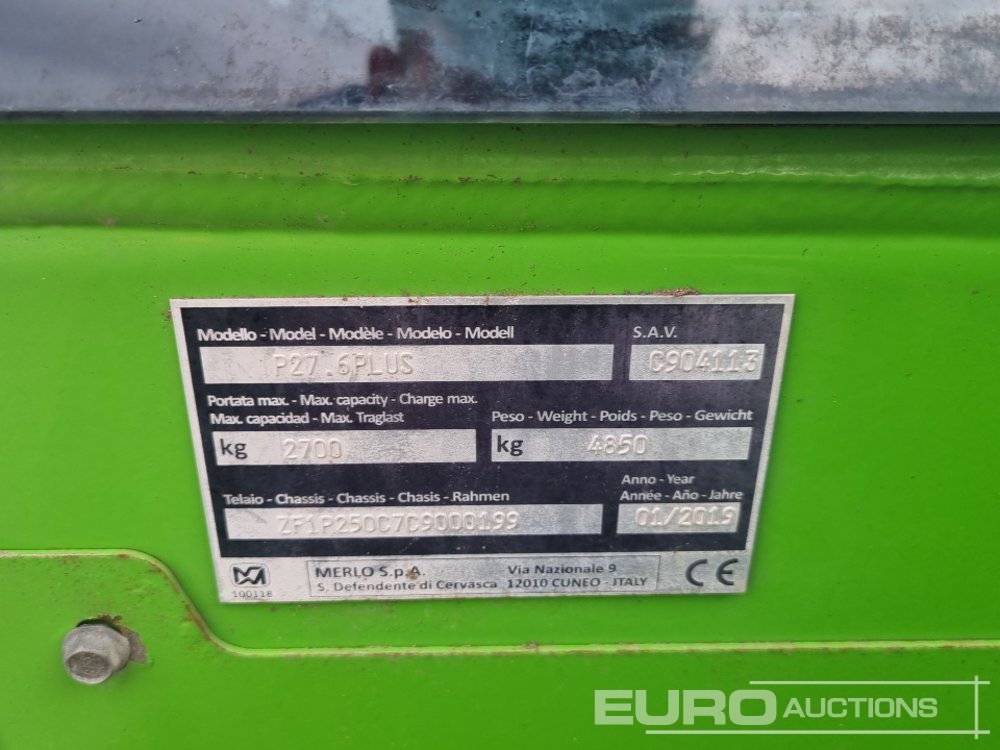 Modello - Model - Modèle - Modelo - Modell
S.A.V.
P27.6PLUS
C904113
Portata max. - Max. capacity - Charge max.
Max. capacidad - Max. Traglast
Peso - Weight - Poids - Peso - Gewicht
kg 2700
kg 4850
Telaio - Chassis - Chassis - Chasis - Rahmen
Anno - Year
Année - Año - Jahre
ZF1P250C7C9000199
01/2019
100118
MERLO S.p.A. Via Nazionale 9
S. Defendente di Cervasca 12010 CUNEO - ITALY
CE
EURO AUCTIONS